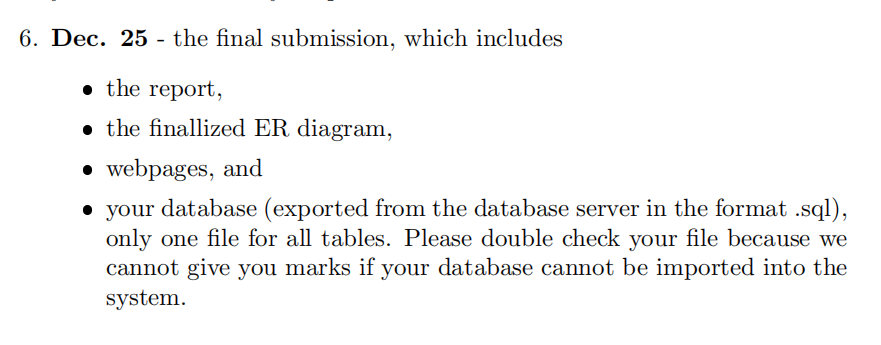 6. Dec. 25 - the final submission, which includes
• the report,
• the finallized ER diagram,
• webpages, and
• your database (exported from the database server in the format .sql),
only one file for all tables. Please double check your file because we
cannot give you marks if your database cannot be imported into the
system.